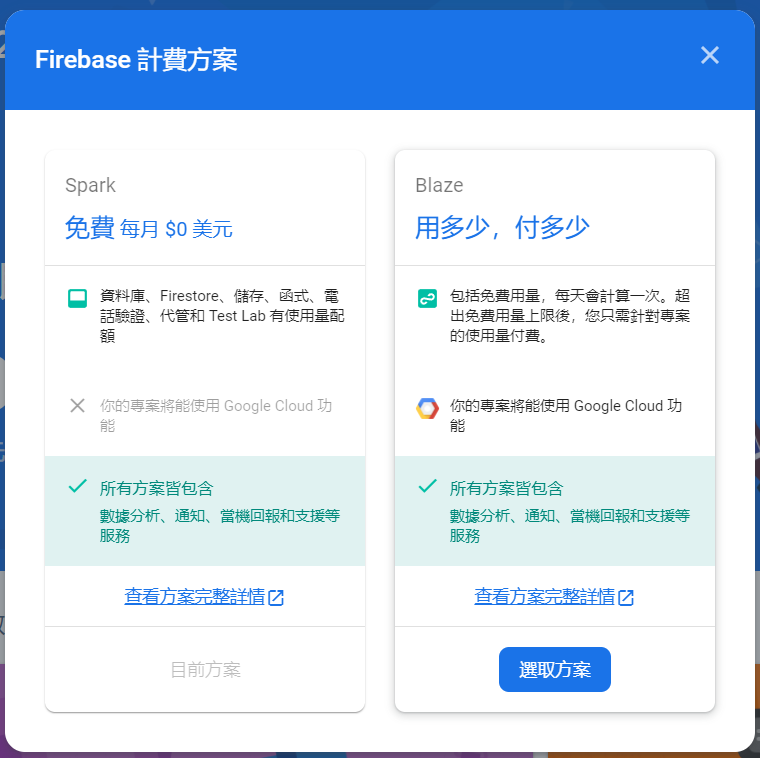 Firebase 計費方案
Spark
免費 每月 $0 美元
資料庫、Firestore、儲存、函式、電
話驗證、代管和 Test Lab 有使用量配
額
你的專案將能使用 Google Cloud 功
能
所有方案皆包含
數據分析、通知、當機回報和支援等
服務
查看方案完整詳情
目前方案
Blaze
用多少，付多少
包括免費用量，每天會計算一次。超
出免費用量上限後，您只需針對專案
的使用量付費。
你的專案將能使用 Google Cloud 功
能
所有方案皆包含
數據分析、通知、當機回報和支援等
服務
查看方案完整詳情
選取方案